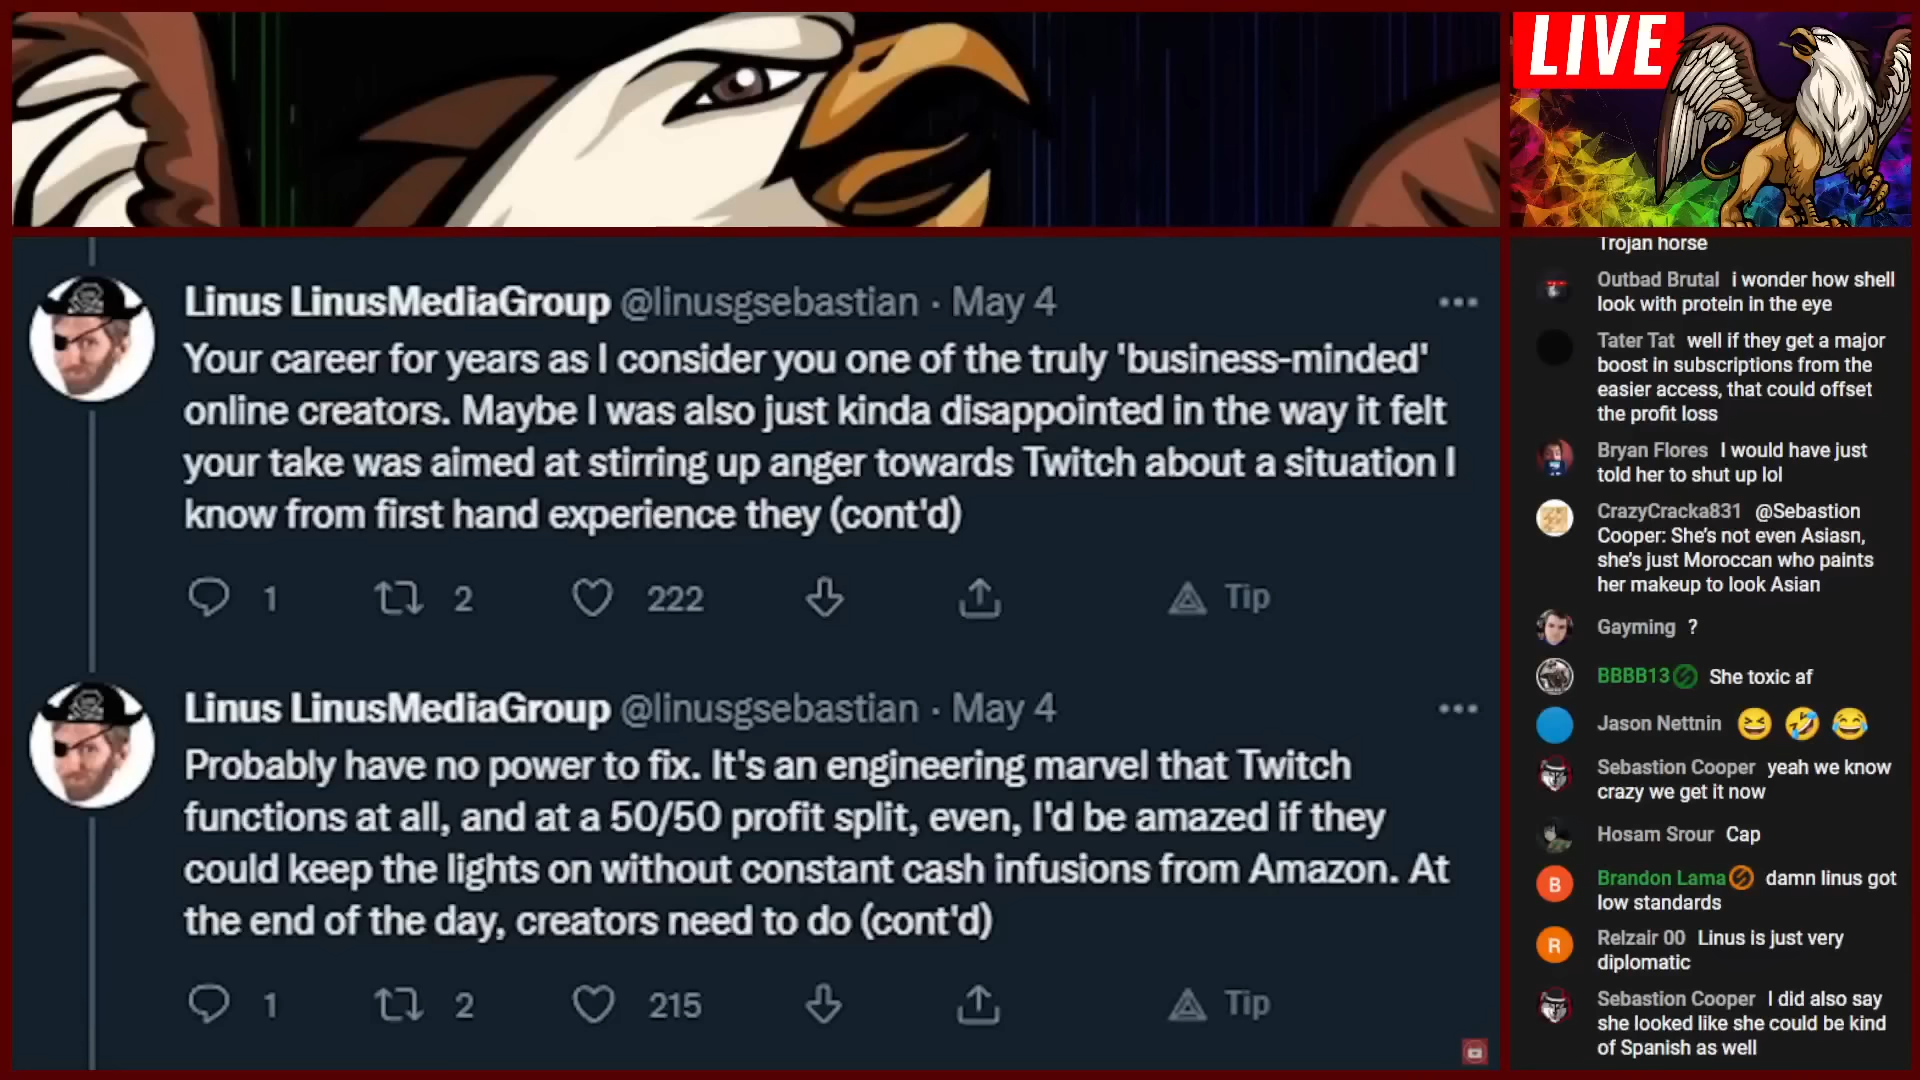 LIVE
Linus LinusMediaGroup @linusgsebastian · May 4
Your career for years as I consider you one of the truly 'business-minded'
online creators. Maybe I was also just kinda disappointed in the way it felt
your take was aimed at stirring up anger towards Twitch about a situation I
know from first hand experience they (cont'd)
1 2 222 Tip
Linus LinusMediaGroup @linusgsebastian · May 4
Probably have no power to fix. It's an engineering marvel that Twitch
functions at all, and at a 50/50 profit split, even, I'd be amazed if they
could keep the lights on without constant cash infusions from Amazon. At
the end of the day, creators need to do (cont'd)
1 2 215 Tip
Trojan horse
Outbad Brutal i wonder how shell
look with protein in the eye
Tater Tat well if they get a major
boost in subscriptions from the
easier access, that could offset
the profit loss
Bryan Flores I would have just
told her to shut up lol
CrazyCracka831 @Sebastion
Cooper: She's not even Asiasn,
she's just Moroccan who paints
her makeup to look Asian
Gayming ?
BBBB13 She toxic af
Jason Nettnin 😆 🤣 😂
Sebastion Cooper yeah we know
crazy we get it now
Hosam Srour Cap
B
Brandon Lama damn linus got
low standards
R
Relzair 00 Linus is just very
diplomatic
Sebastion Cooper I did also say
she looked like she could be kind
of Spanish as well